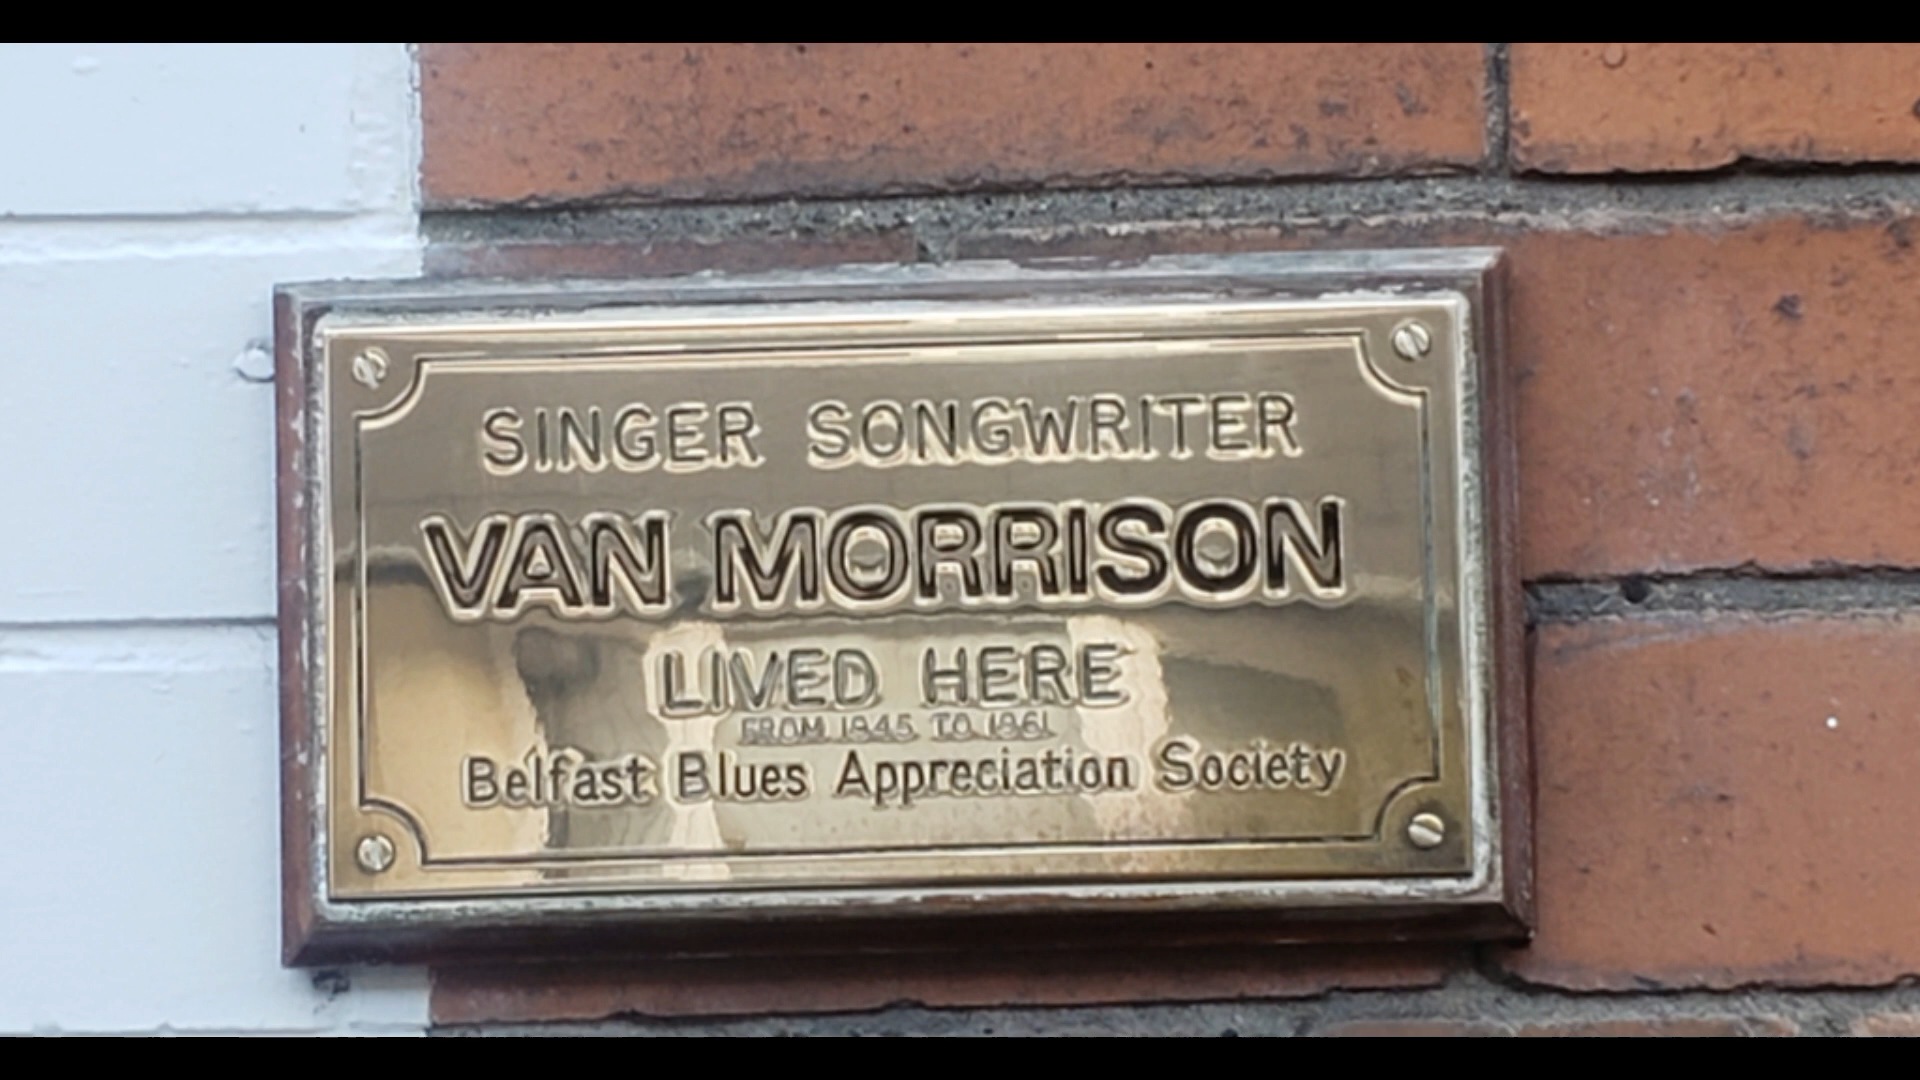 SINGER SONGWRITER
VAN MORRISON
LIVED HERE
FROM 1945 TO 1961
Belfast Blues Appreciation Society